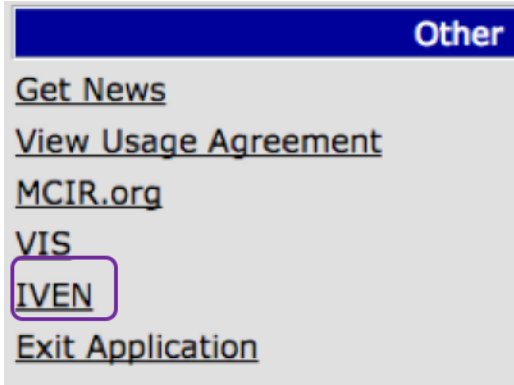 Other
Get News
View Usage Agreement
MCIR.org
VIS
IVEN
Exit Application